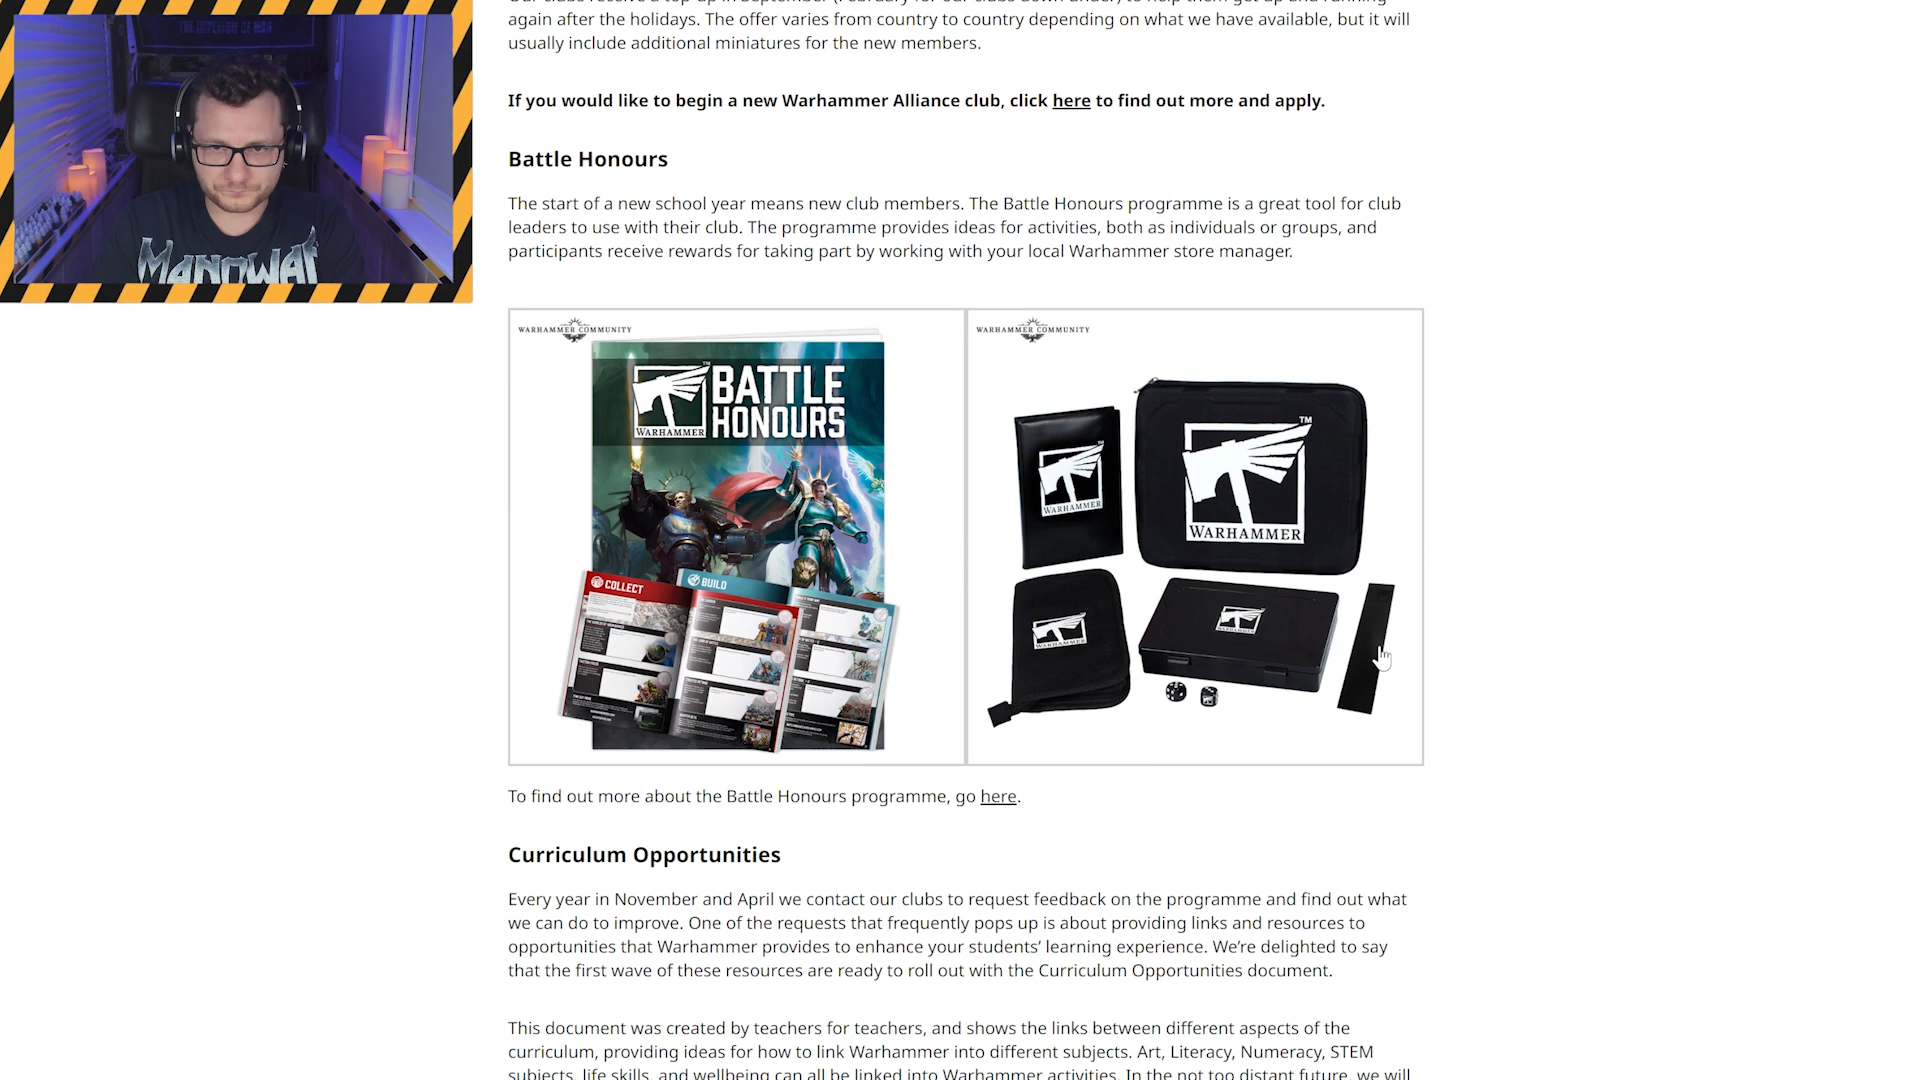 THE IMPERIUM OF MAN
MANOWAR
again after the holidays. The offer varies from country to country depending on what we have available, but it will
usually include additional miniatures for the new members.
If you would like to begin a new Warhammer Alliance club, click here to find out more and apply.
Battle Honours
The start of a new school year means new club members. The Battle Honours programme is a great tool for club
leaders to use with their club. The programme provides ideas for activities, both as individuals or groups, and
participants receive rewards for taking part by working with your local Warhammer store manager.
WARHAMMER COMMUNITY
™
BATTLE
HONOURS
WARHAMMER
COLLECT
BUILD
WARHAMMER COMMUNITY
™
WARHAMMER
™
WARHAMMER
WARHAMMER
WARHAMMER
To find out more about the Battle Honours programme, go here.
Curriculum Opportunities
Every year in November and April we contact our clubs to request feedback on the programme and find out what
we can do to improve. One of the requests that frequently pops up is about providing links and resources to
opportunities that Warhammer provides to enhance your students’ learning experience. We’re delighted to say
that the first wave of these resources are ready to roll out with the Curriculum Opportunities document.
This document was created by teachers for teachers, and shows the links between different aspects of the
curriculum, providing ideas for how to link Warhammer into different subjects. Art, Literacy, Numeracy, STEM
subjects, life skills, and wellbeing can all be linked into Warhammer activities. In the not too distant future, we will